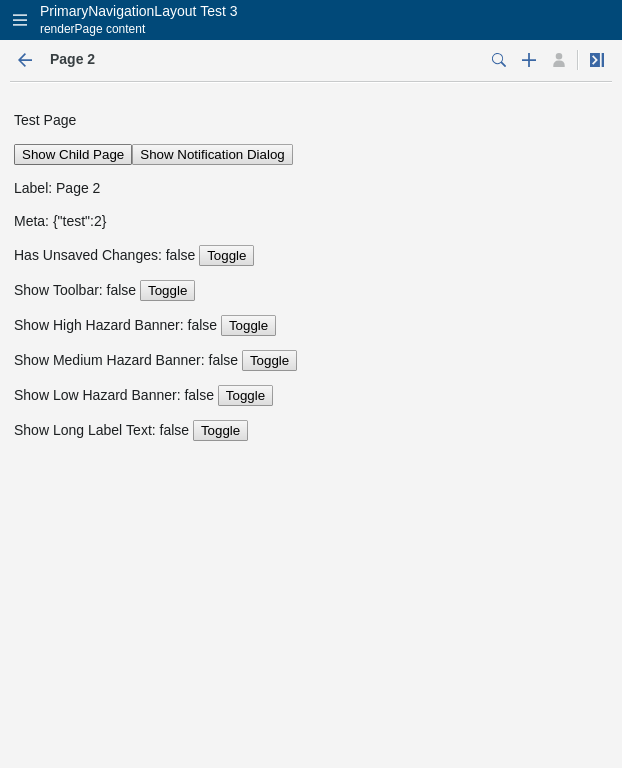 PrimaryNavigationLayout Test 3
renderPage content
Page 2
Test Page
Show Child Page Show Notification Dialog
Label: Page 2
Meta: {"test":2}
Has Unsaved Changes: false Toggle
Show Toolbar: false Toggle
Show High Hazard Banner: false Toggle
Show Medium Hazard Banner: false Toggle
Show Low Hazard Banner: false Toggle
Show Long Label Text: false Toggle